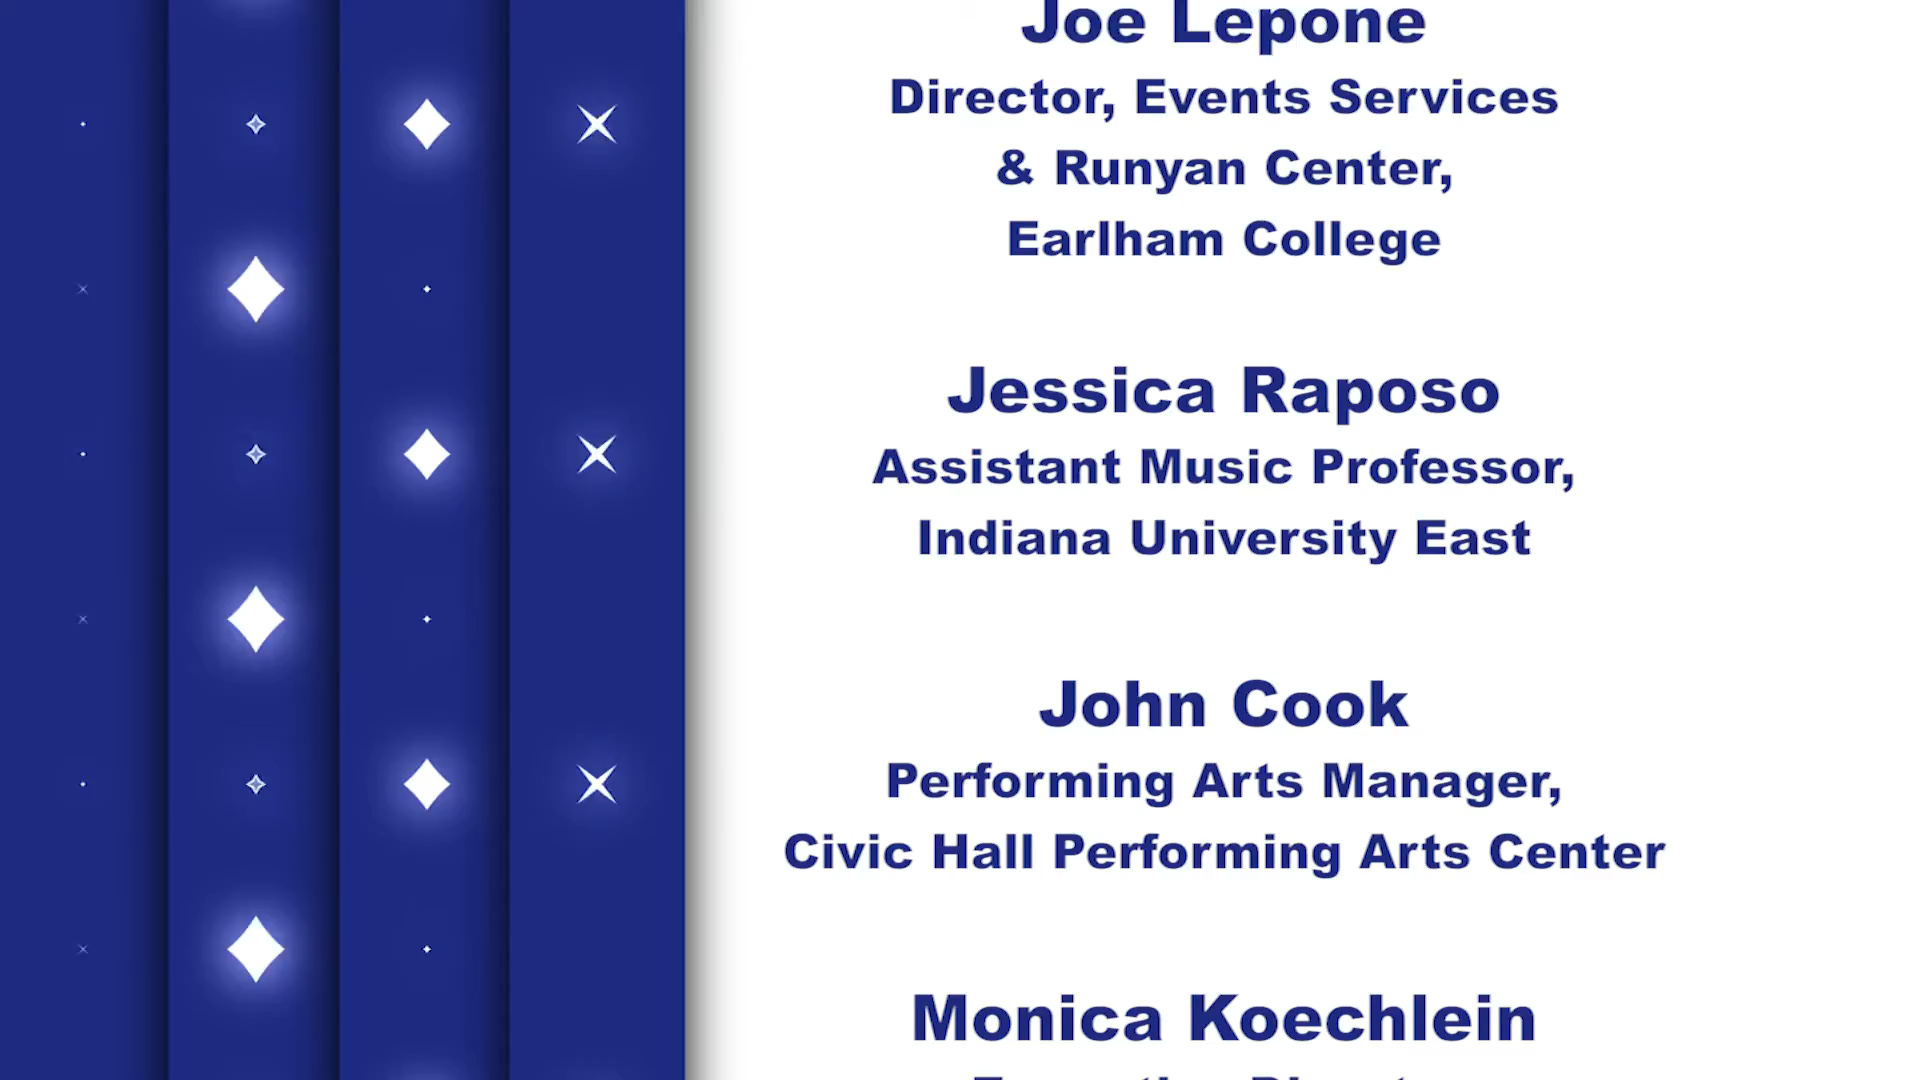 Joe Lepone
Director, Events Services
& Runyan Center,
Earlham College
Jessica Raposo
Assistant Music Professor,
Indiana University East
John Cook
Performing Arts Manager,
Civic Hall Performing Arts Center
Monica Koechlein